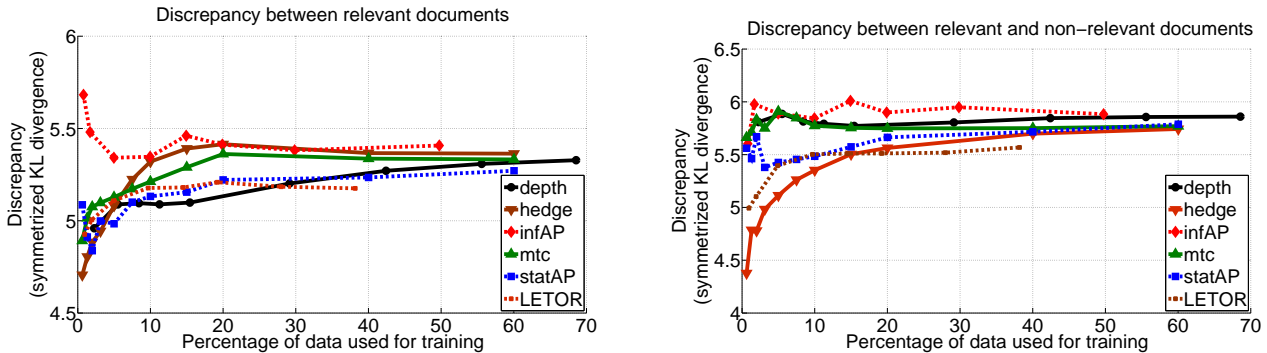 Discrepancy between relevant documents
Discrepancy
(symmetrized KL divergence)
6
5.5
5
4.5
0 10 20 30 40 50 60 70
Percentage of data used for training
depth
hedge
infAP
mtc
statAP
LETOR
Discrepancy between relevant and non−relevant documents
Discrepancy
(symmetrized KL divergence)
6.5
6
5.5
5
4.5
4
0 10 20 30 40 50 60 70
Percentage of data used for training
depth
hedge
infAP
mtc
statAP
LETOR